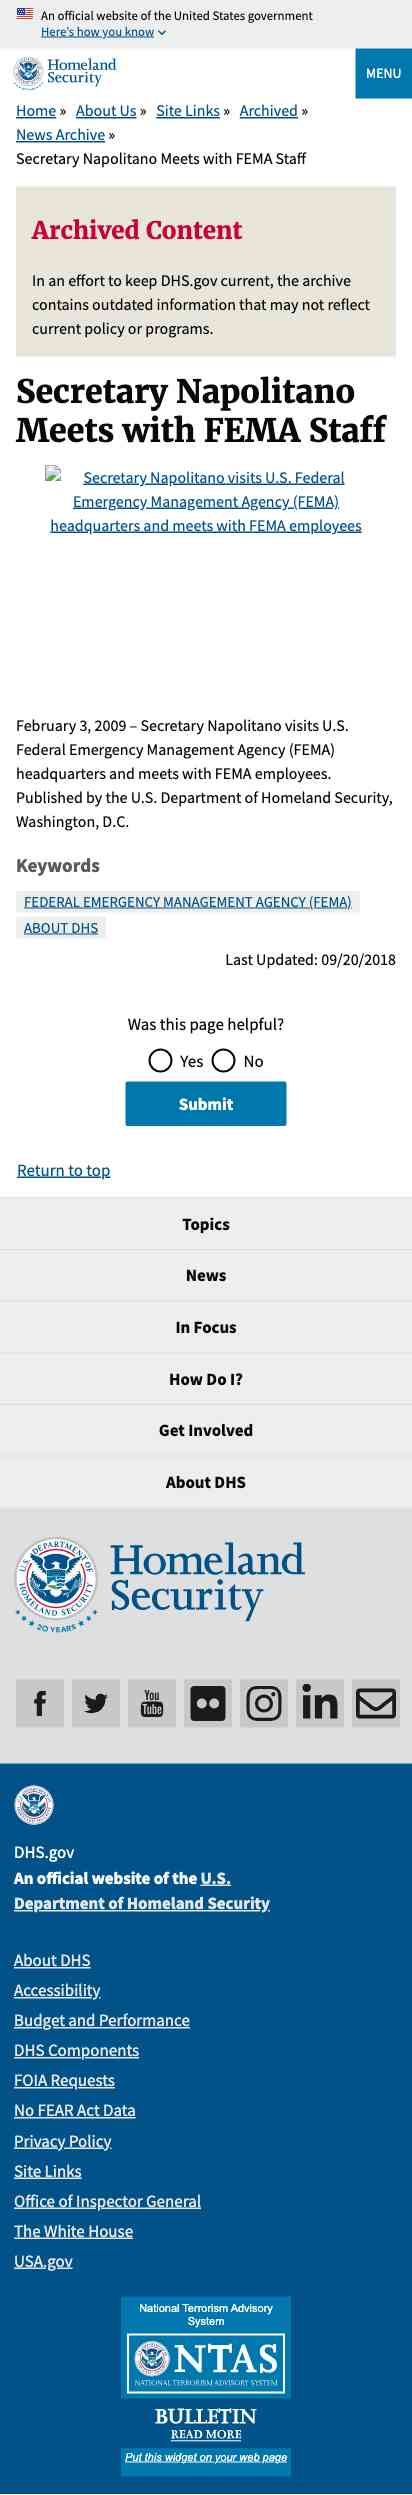 An official website of the United States government
Here's how you know
Homeland
Security
MENU
Home » About Us » Site Links » Archived »
News Archive »
Secretary Napolitano Meets with FEMA Staff
Archived Content
In an effort to keep DHS.gov current, the archive
contains outdated information that may not reflect
current policy or programs.
Secretary Napolitano
Meets with FEMA Staff
Secretary Napolitano visits U.S. Federal
Emergency Management Agency (FEMA)
headquarters and meets with FEMA employees
February 3, 2009 – Secretary Napolitano visits U.S.
Federal Emergency Management Agency (FEMA)
headquarters and meets with FEMA employees.
Published by the U.S. Department of Homeland Security,
Washington, D.C.
Keywords
FEDERAL EMERGENCY MANAGEMENT AGENCY (FEMA)
ABOUT DHS
Last Updated: 09/20/2018
Was this page helpful?
Yes No
Submit
Return to top
Topics
News
In Focus
How Do I?
Get Involved
About DHS
U.S. DEPARTMENT OF
HOMELAND SECURITY
20 YEARS
Homeland
Security
You
Tube
in
DHS.gov
An official website of the U.S.
Department of Homeland Security
About DHS
Accessibility
Budget and Performance
DHS Components
FOIA Requests
No FEAR Act Data
Privacy Policy
Site Links
Office of Inspector General
The White House
USA.gov
National Terrorism Advisory
System
NTAS
NATIONAL TERRORISM ADVISORY SYSTEM
BULLETIN
READ MORE
Put this widget on your web page